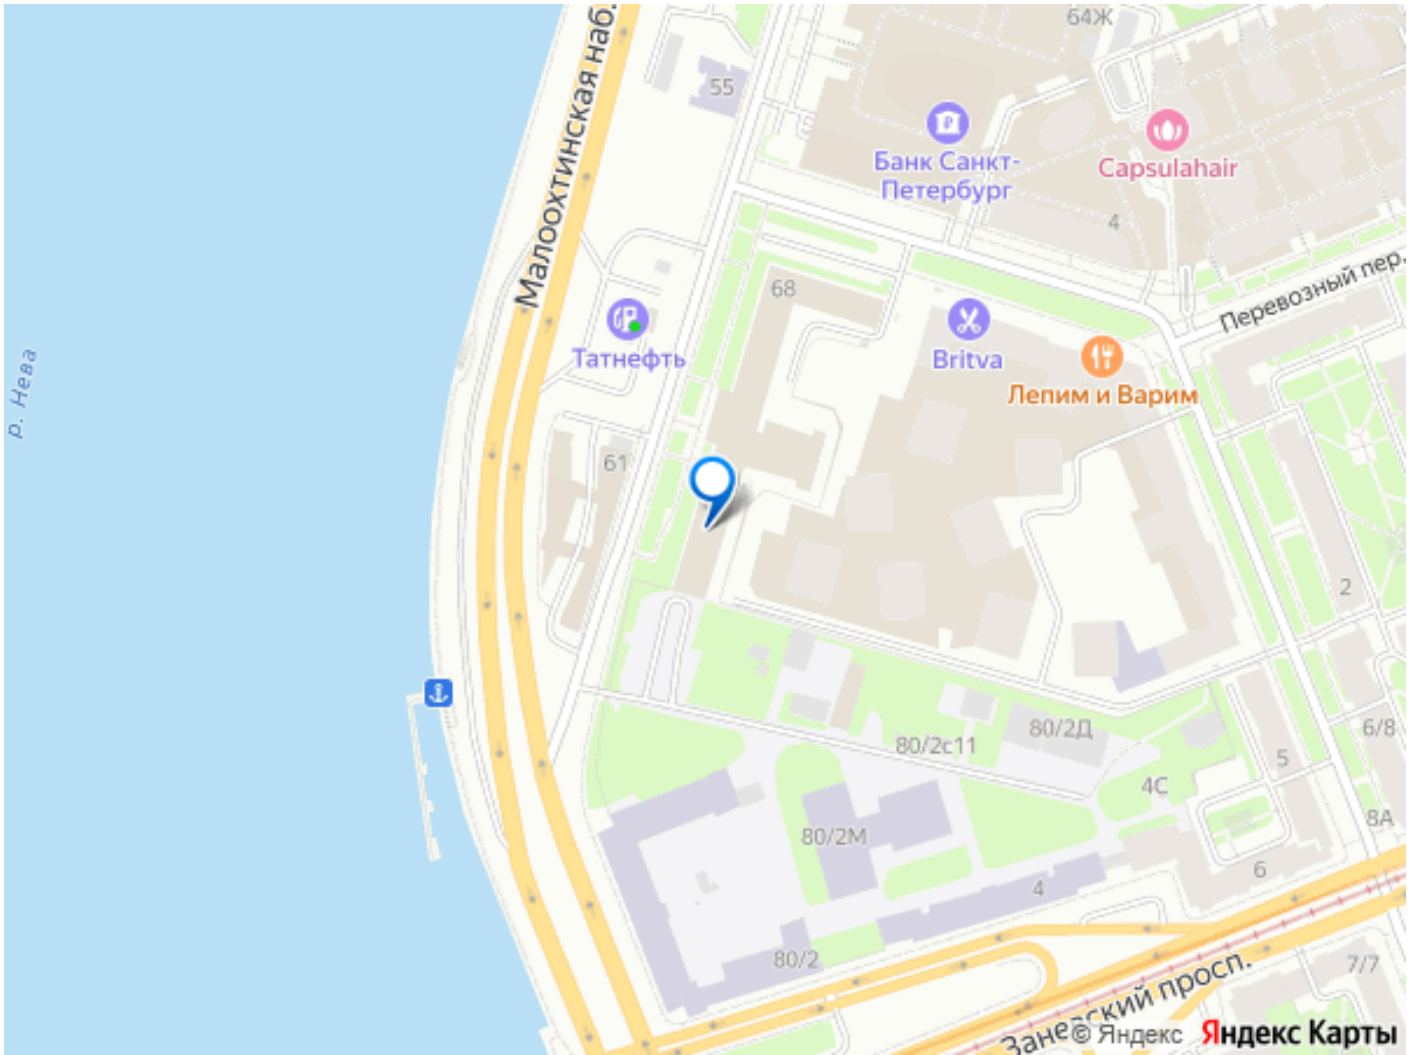 64Ж
Малоохтинская наб.
55
Банк Санкт-
Петербург
Capsulahair
4
Перевозный пер.
68
Татнефть
Britva
Лепим и Варим
р. Нева
61
2
80/2с11
80/2Д
6/8
5
4С
8А
80/2М
4
6
80/2
7/7
Заневский просп.
© Яндекс
Яндекс Карты